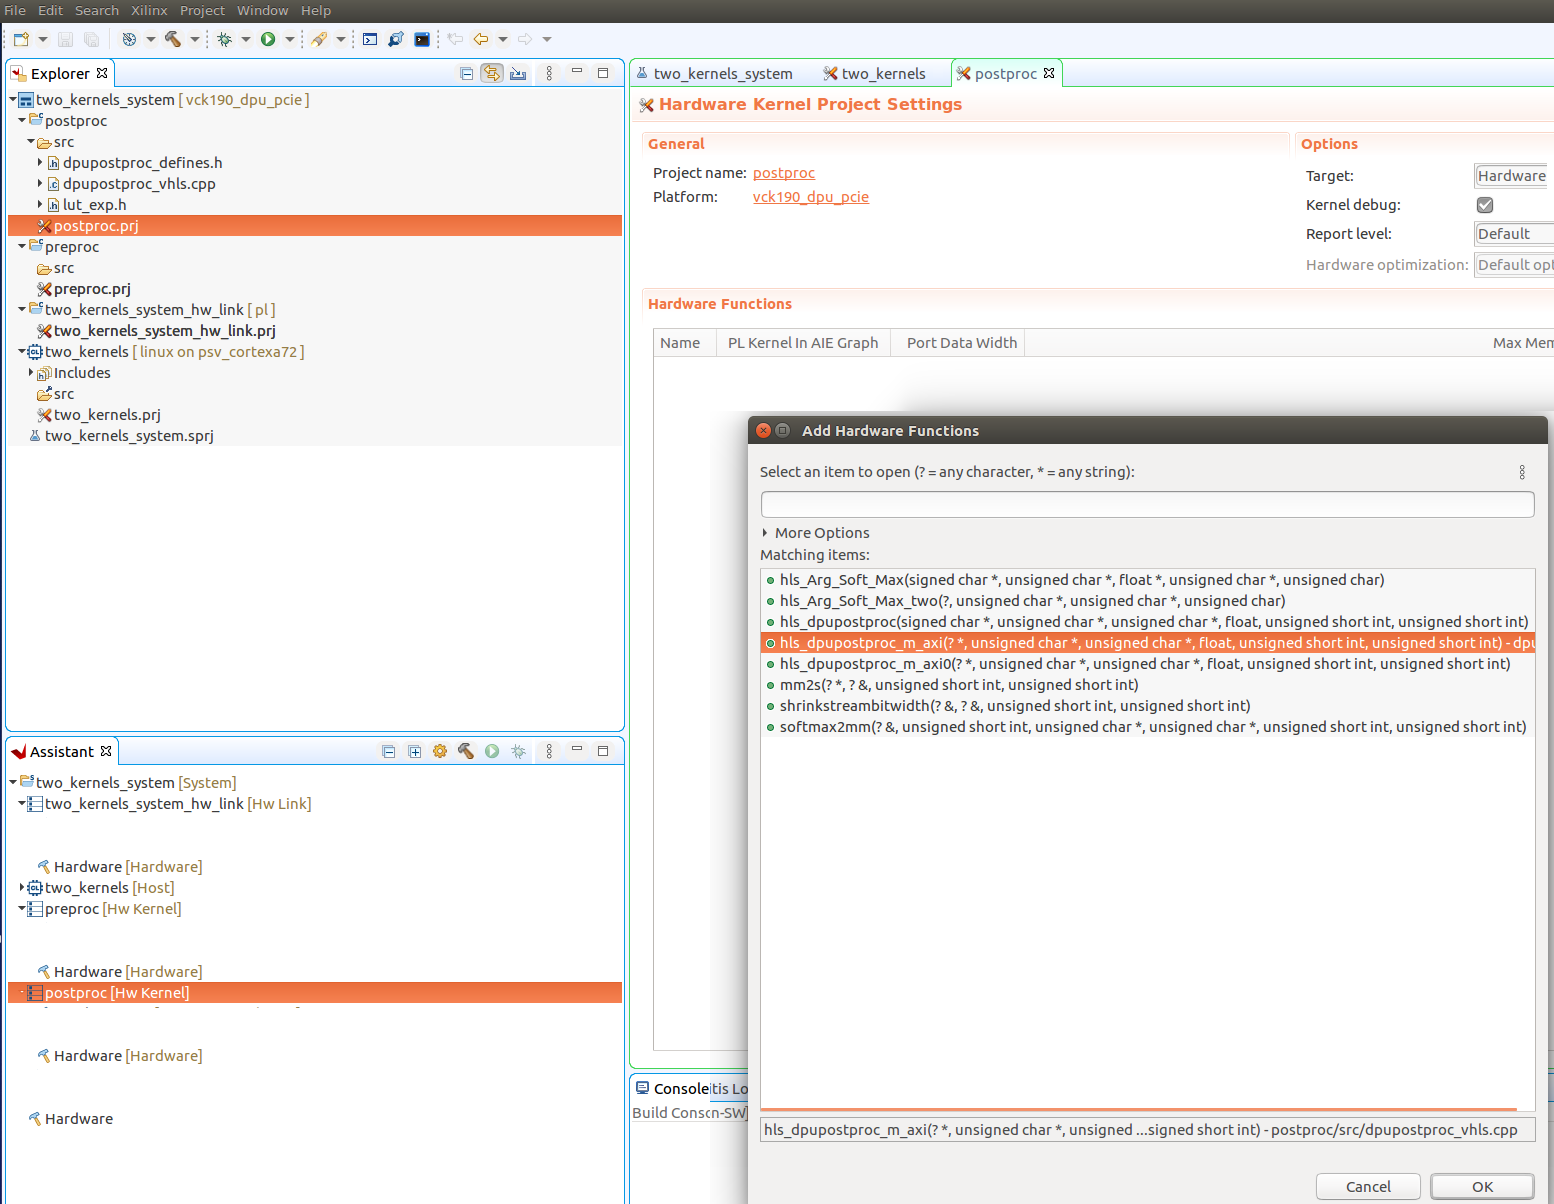 File Edit Search Xilinx Project Window Help
Explorer
two_kernels_system [ vck190_dpu_pcie ]
postproc
src
dpupostproc_defines.h
dpupostproc_vhls.cpp
lut_exp.h
postproc.prj
preproc
src
preproc.prj
two_kernels_system_hw_link [ pl ]
two_kernels_system_hw_link.prj
two_kernels [ linux on psv_cortexa72 ]
Includes
src
two_kernels.prj
two_kernels_system.sprj
Assistant
two_kernels_system [System]
two_kernels_system_hw_link [Hw Link]
Hardware [Hardware]
two_kernels [Host]
preproc [Hw Kernel]
Hardware [Hardware]
postproc [Hw Kernel]
Hardware [Hardware]
Hardware
two_kernels_system two_kernels postproc
Hardware Kernel Project Settings
General
Project name: postproc
Platform: vck190_dpu_pcie
Options
Target: Hardware
Kernel debug:
Report level: Default
Hardware optimization: Default opt
Hardware Functions
Name PL Kernel In AIE Graph Port Data Width Max Mem
Add Hardware Functions
Select an item to open (? = any character, * = any string):
More Options
Matching items:
hls_Arg_Soft_Max(signed char *, unsigned char *, float *, unsigned char *, unsigned char)
hls_Arg_Soft_Max_two(?, unsigned char *, unsigned char *, unsigned char)
hls_dpupostproc(signed char *, unsigned char *, unsigned char *, float, unsigned short int, unsigned short int)
hls_dpupostproc_m_axi(? *, unsigned char *, unsigned char *, float, unsigned short int, unsigned short int) - dpu
hls_dpupostproc_m_axi0(? *, unsigned char *, unsigned char *, float, unsigned short int, unsigned short int)
mm2s(? *, ? &, unsigned short int, unsigned short int)
shrinkstreambitwidth(? &, ? &, unsigned short int, unsigned short int)
softmax2mm(? &, unsigned short int, unsigned char *, unsigned char *, unsigned short int, unsigned short int)
hls_dpupostproc_m_axi(? *, unsigned char *, unsigned ...signed short int) - postproc/src/dpupostproc_vhls.cpp
Cancel OK
Console itis Lo
Build Conscn-SW]